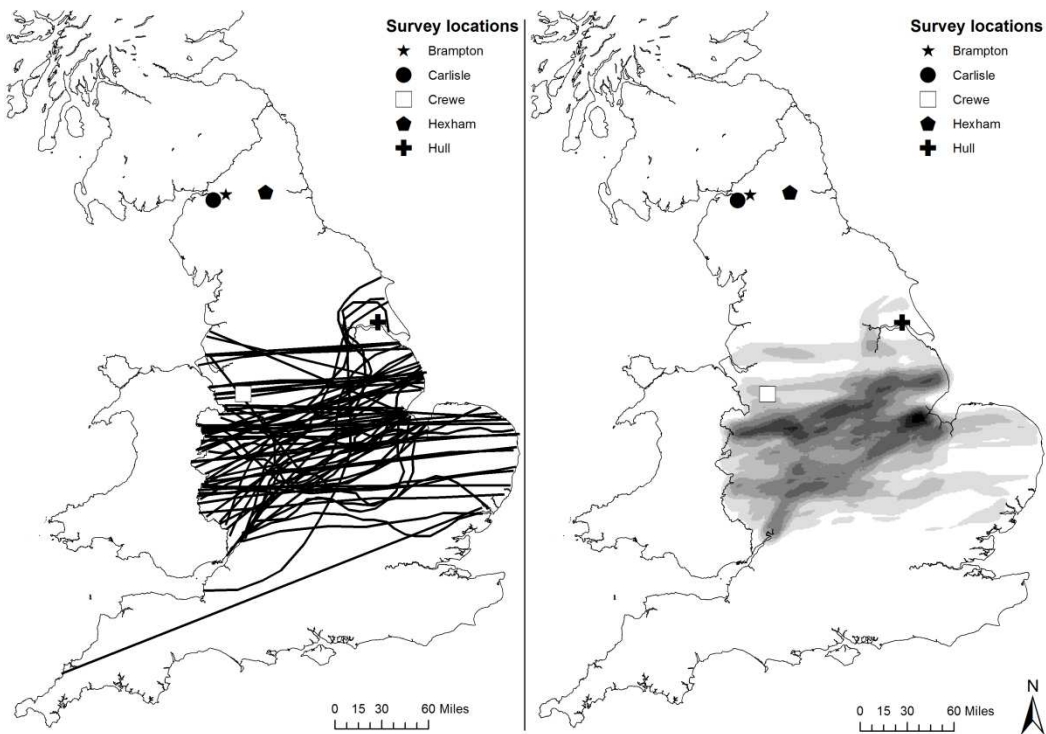 Survey locations
Brampton
Carlisle
Crewe
Hexham
Hull
0 15 30 60 Miles
Survey locations
Brampton
Carlisle
Crewe
Hexham
Hull
N
0 15 30 60 Miles